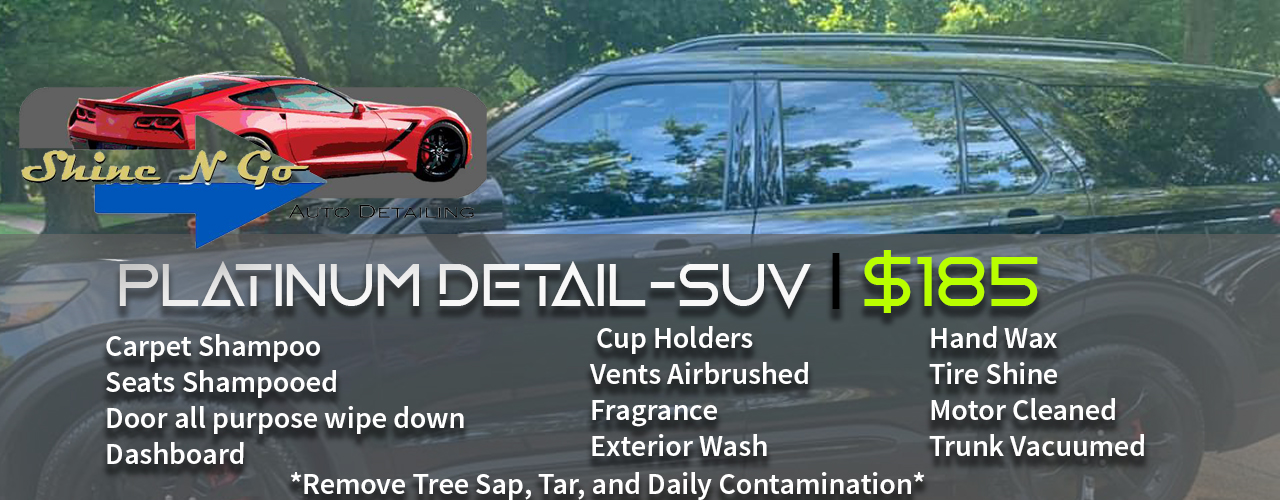 Shine N Go
Auto Detailing
PLATINUM DETAIL-SUV | $185
Carpet Shampoo
Seats Shampooed
Door all purpose wipe down
Dashboard
Cup Holders
Vents Airbrushed
Fragrance
Exterior Wash
Hand Wax
Tire Shine
Motor Cleaned
Trunk Vacuumed
*Remove Tree Sap, Tar, and Daily Contamination*